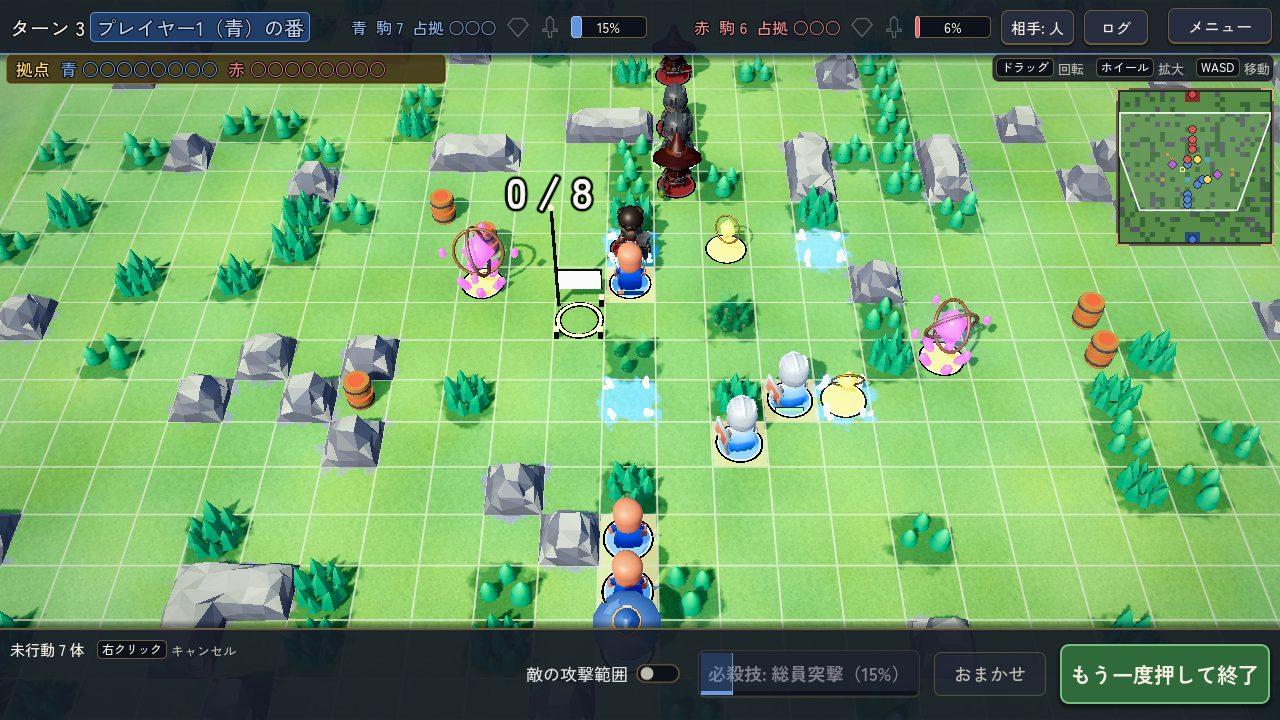 ターン 3 プレイヤー1（青）の番 青 駒 7 占拠 ○○○ 15% 赤 駒 6 占拠 ○○○ 6% 相手: 人 ログ メニュー
拠点 青 ○○○○○○○○ 赤 ○○○○○○○○
ドラッグ 回転 ホイール 拡大 WASD 移動
0 / 8
未行動 7 体 右クリック キャンセル
敵の攻撃範囲 必殺技: 総員突撃（15%） おまかせ もう一度押して終了